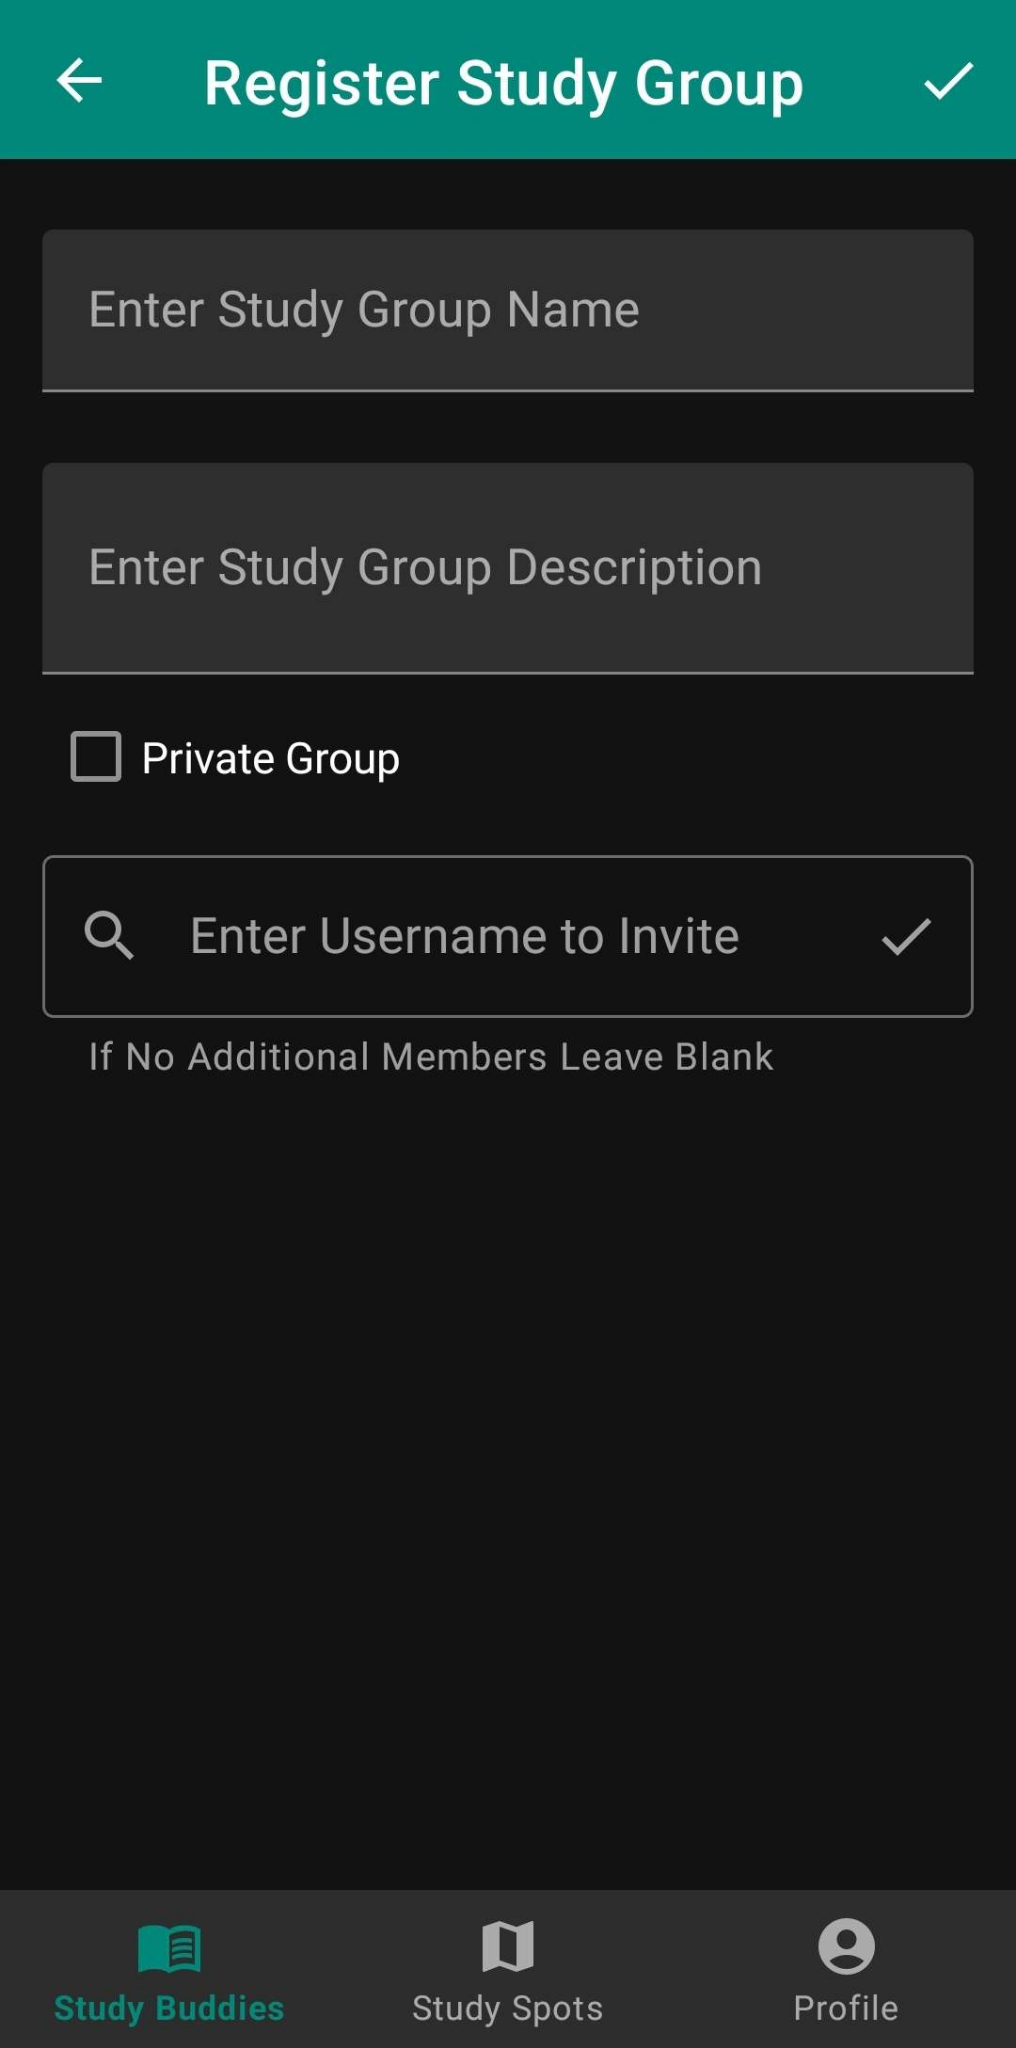 Register Study Group
Enter Study Group Name
Enter Study Group Description
Private Group
Enter Username to Invite
If No Additional Members Leave Blank
Study Buddies
Study Spots
Profile